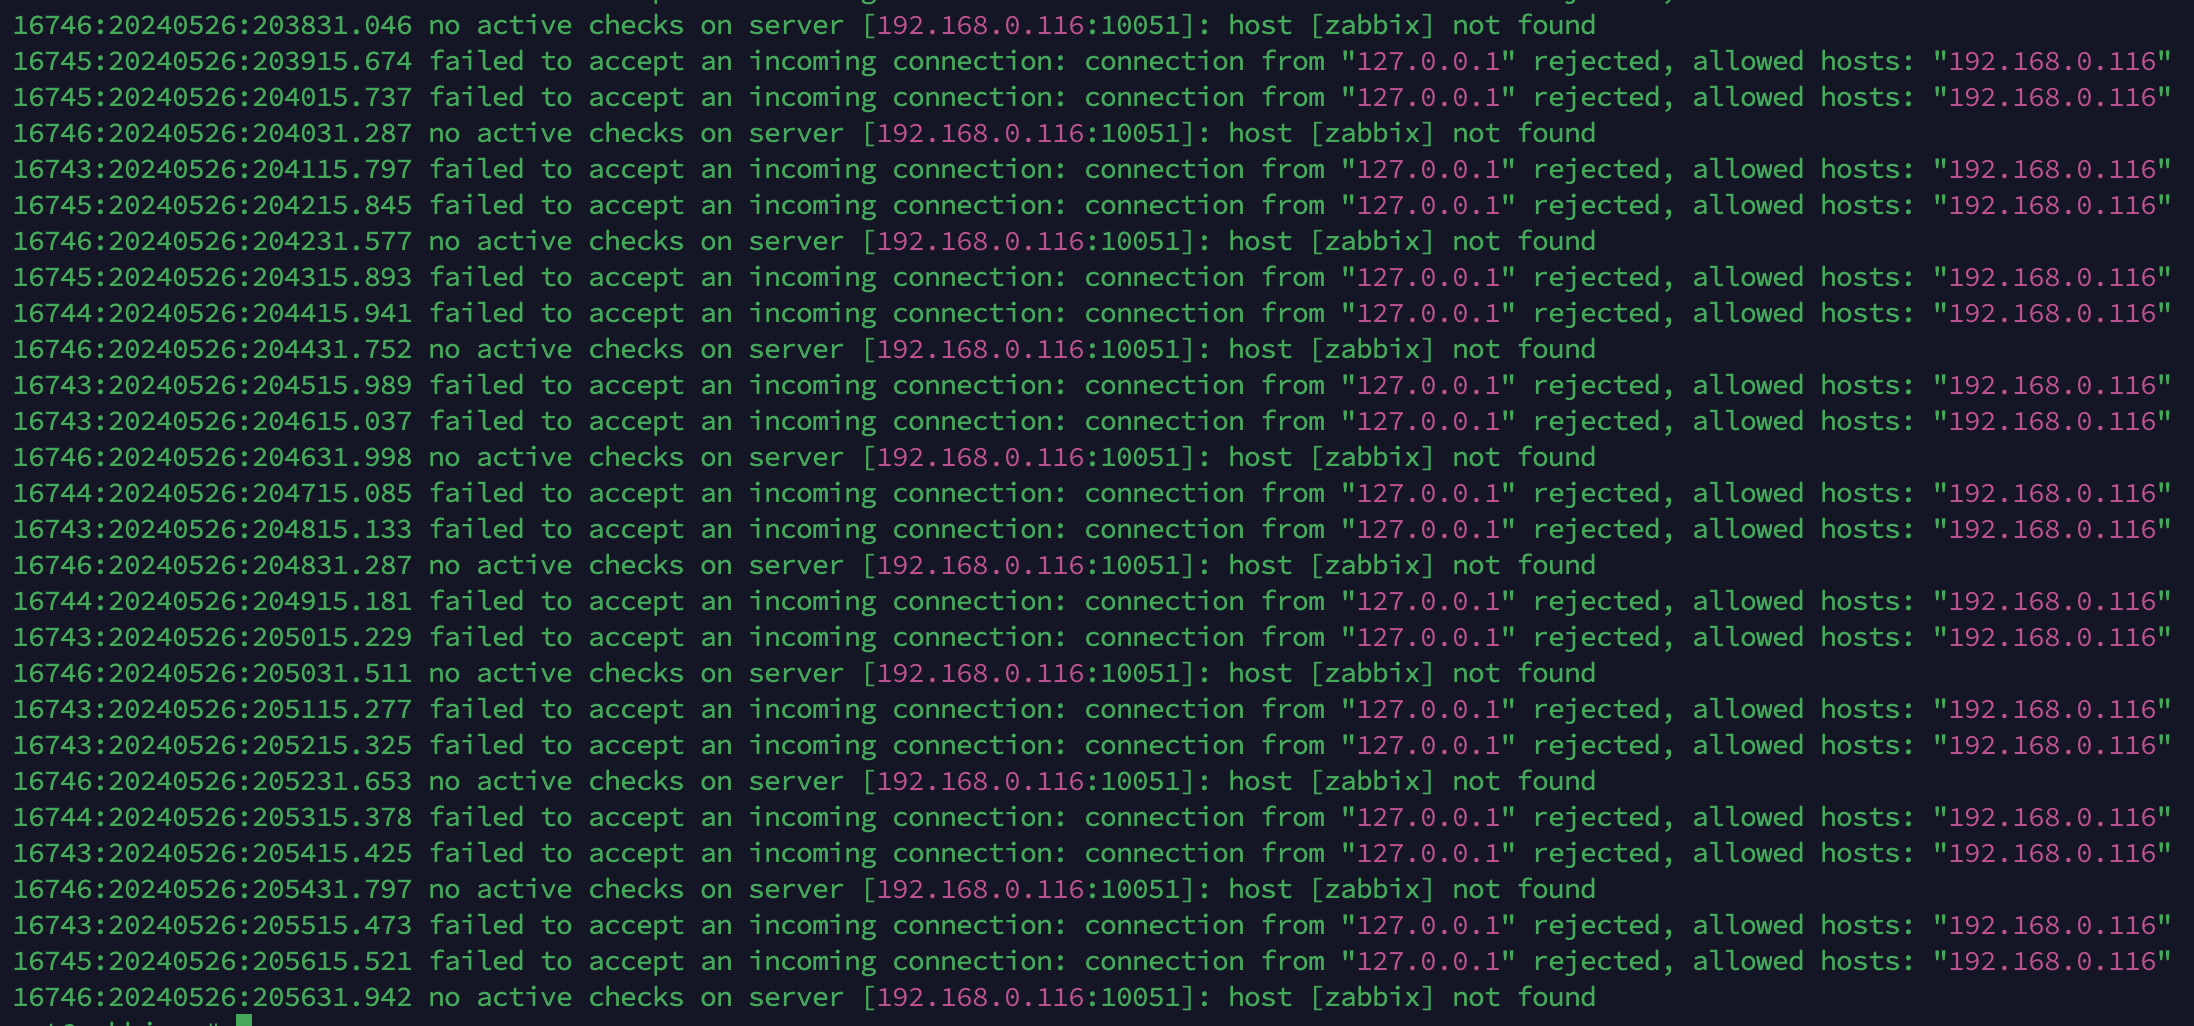 16746:20240526:203831.046 no active checks on server [192.168.0.116:10051]: host [zabbix] not found
16745:20240526:203915.674 failed to accept an incoming connection: connection from "127.0.0.1" rejected, allowed hosts: "192.168.0.116"
16745:20240526:204015.737 failed to accept an incoming connection: connection from "127.0.0.1" rejected, allowed hosts: "192.168.0.116"
16746:20240526:204031.287 no active checks on server [192.168.0.116:10051]: host [zabbix] not found
16743:20240526:204115.797 failed to accept an incoming connection: connection from "127.0.0.1" rejected, allowed hosts: "192.168.0.116"
16745:20240526:204215.845 failed to accept an incoming connection: connection from "127.0.0.1" rejected, allowed hosts: "192.168.0.116"
16746:20240526:204231.577 no active checks on server [192.168.0.116:10051]: host [zabbix] not found
16745:20240526:204315.893 failed to accept an incoming connection: connection from "127.0.0.1" rejected, allowed hosts: "192.168.0.116"
16744:20240526:204415.941 failed to accept an incoming connection: connection from "127.0.0.1" rejected, allowed hosts: "192.168.0.116"
16746:20240526:204431.752 no active checks on server [192.168.0.116:10051]: host [zabbix] not found
16743:20240526:204515.989 failed to accept an incoming connection: connection from "127.0.0.1" rejected, allowed hosts: "192.168.0.116"
16743:20240526:204615.037 failed to accept an incoming connection: connection from "127.0.0.1" rejected, allowed hosts: "192.168.0.116"
16746:20240526:204631.998 no active checks on server [192.168.0.116:10051]: host [zabbix] not found
16744:20240526:204715.085 failed to accept an incoming connection: connection from "127.0.0.1" rejected, allowed hosts: "192.168.0.116"
16743:20240526:204815.133 failed to accept an incoming connection: connection from "127.0.0.1" rejected, allowed hosts: "192.168.0.116"
16746:20240526:204831.287 no active checks on server [192.168.0.116:10051]: host [zabbix] not found
16744:20240526:204915.181 failed to accept an incoming connection: connection from "127.0.0.1" rejected, allowed hosts: "192.168.0.116"
16743:20240526:205015.229 failed to accept an incoming connection: connection from "127.0.0.1" rejected, allowed hosts: "192.168.0.116"
16746:20240526:205031.511 no active checks on server [192.168.0.116:10051]: host [zabbix] not found
16743:20240526:205115.277 failed to accept an incoming connection: connection from "127.0.0.1" rejected, allowed hosts: "192.168.0.116"
16743:20240526:205215.325 failed to accept an incoming connection: connection from "127.0.0.1" rejected, allowed hosts: "192.168.0.116"
16746:20240526:205231.653 no active checks on server [192.168.0.116:10051]: host [zabbix] not found
16744:20240526:205315.378 failed to accept an incoming connection: connection from "127.0.0.1" rejected, allowed hosts: "192.168.0.116"
16743:20240526:205415.425 failed to accept an incoming connection: connection from "127.0.0.1" rejected, allowed hosts: "192.168.0.116"
16746:20240526:205431.797 no active checks on server [192.168.0.116:10051]: host [zabbix] not found
16743:20240526:205515.473 failed to accept an incoming connection: connection from "127.0.0.1" rejected, allowed hosts: "192.168.0.116"
16745:20240526:205615.521 failed to accept an incoming connection: connection from "127.0.0.1" rejected, allowed hosts: "192.168.0.116"
16746:20240526:205631.942 no active checks on server [192.168.0.116:10051]: host [zabbix] not found